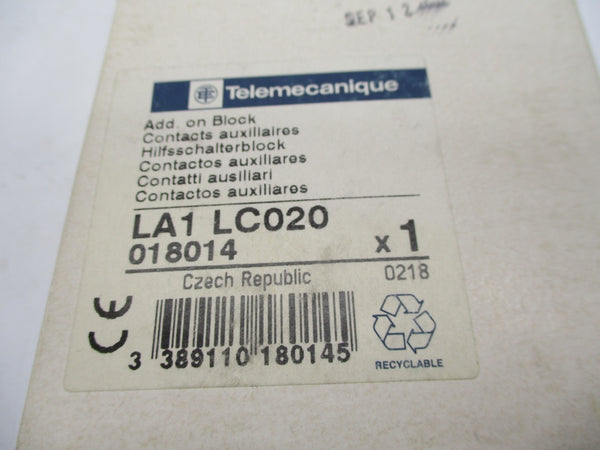 SEP 12
Telemecanique
Add. on Block
Contacts auxiliaires
Hilfsschalterblock
Contactos auxiliares
Contatti ausiliari
Contactos auxiliares
LA1 LC020
018014 x 1
Czech Republic 0218
CE
3 389110 180145
RECYCLABLE